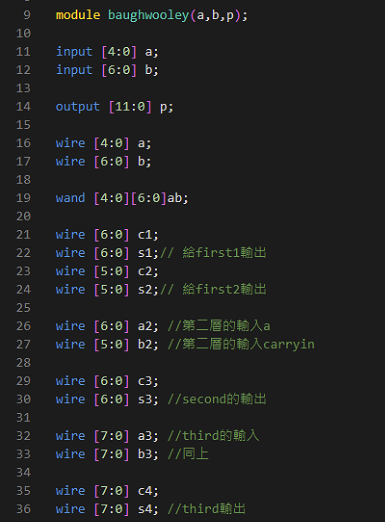 9 module baughwooley(a,b,p);
10
11 input [4:0] a;
12 input [6:0] b;
13
14 output [11:0] p;
15
16 wire [4:0] a;
17 wire [6:0] b;
18
19 wand [4:0][6:0]ab;
20
21 wire [6:0] c1;
22 wire [6:0] s1;// 給first1輸出
23 wire [5:0] c2;
24 wire [5:0] s2;// 給first2輸出
25
26 wire [6:0] a2; //第二層的輸入a
27 wire [5:0] b2; //第二層的輸入carryin
28
29 wire [6:0] c3;
30 wire [6:0] s3; //second的輸出
31
32 wire [7:0] a3; //third的輸入
33 wire [7:0] b3; //同上
34
35 wire [7:0] c4;
36 wire [7:0] s4; //third輸出